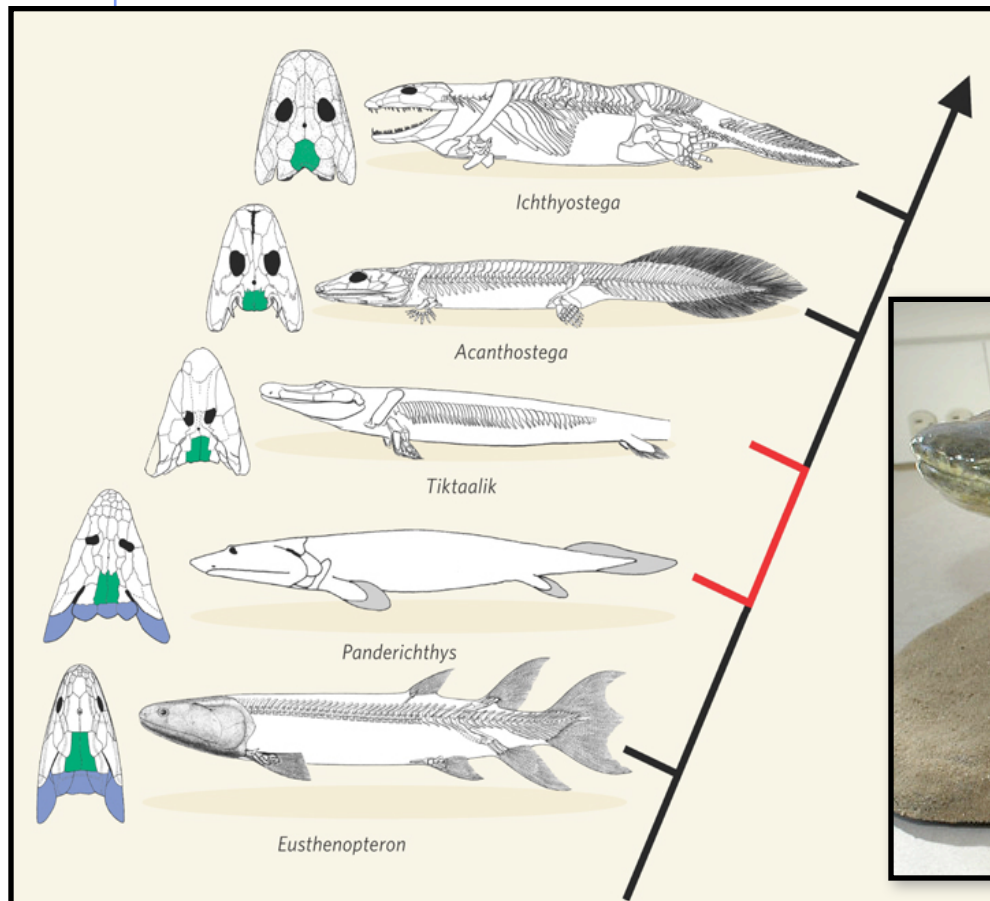 Ichthyostega
Acanthostega
Tiktaalik
Panderichthys
Eusthenopteron